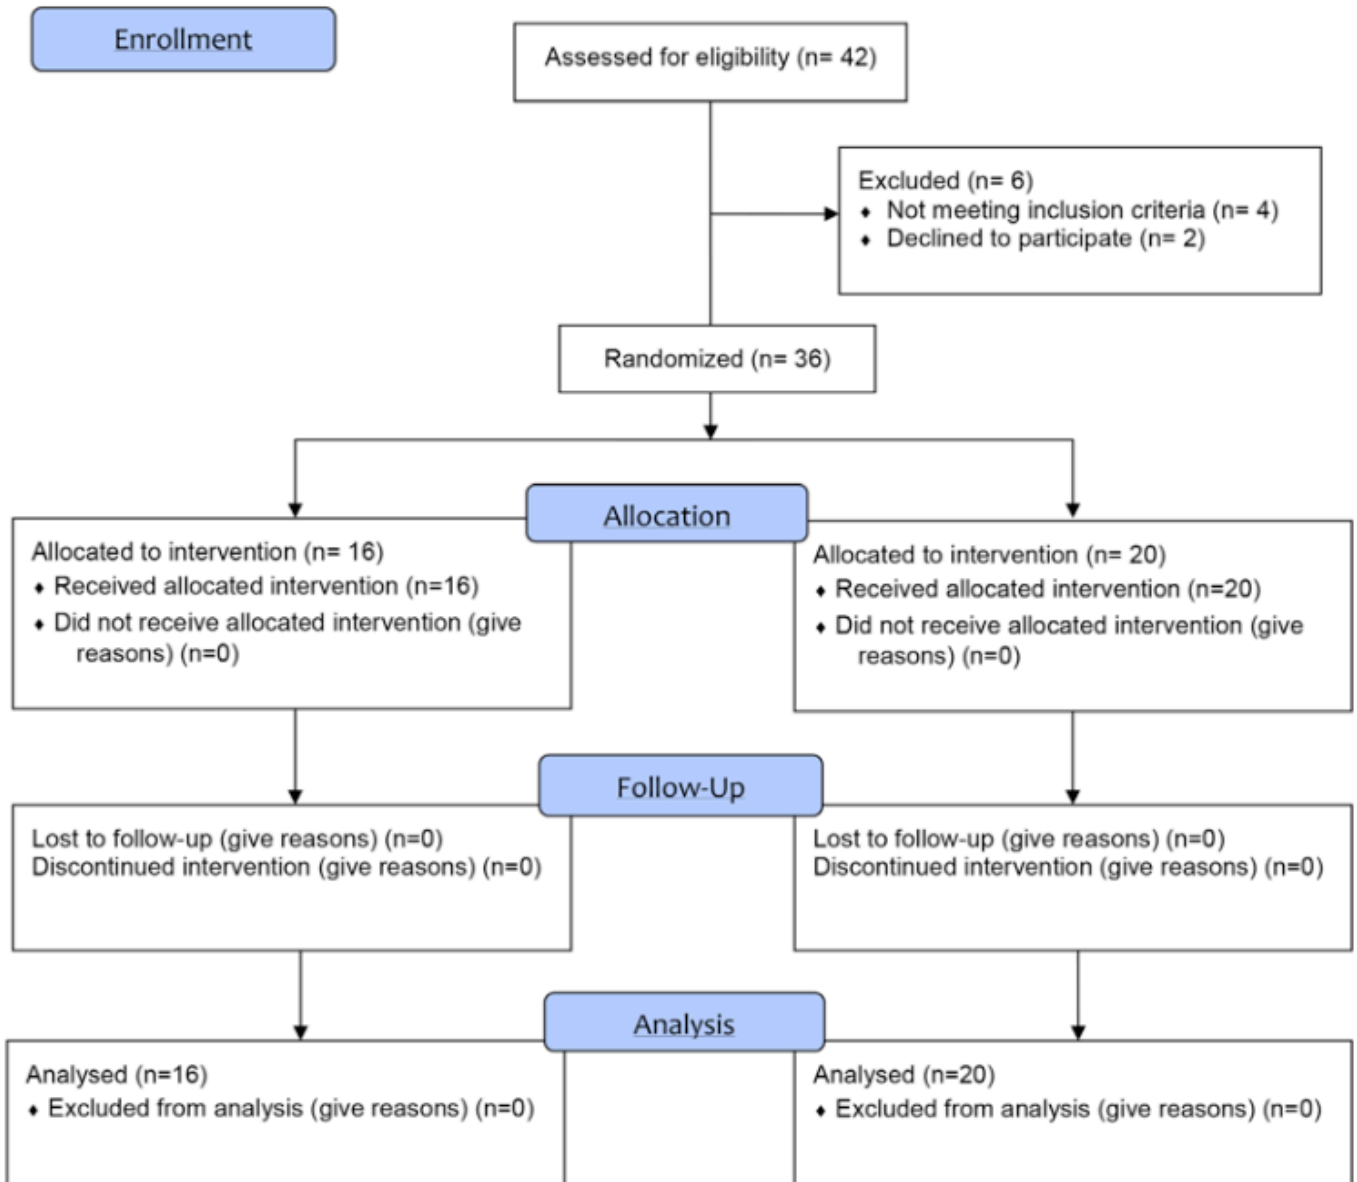 Enrollment
Assessed for eligibility (n= 42)
Excluded (n= 6)
♦ Not meeting inclusion criteria (n= 4)
♦ Declined to participate (n= 2)
Randomized (n= 36)
Allocation
Allocated to intervention (n= 16)
♦ Received allocated intervention (n=16)
♦ Did not receive allocated intervention (give
reasons) (n=0)
Allocated to intervention (n= 20)
♦ Received allocated intervention (n=20)
♦ Did not receive allocated intervention (give
reasons) (n=0)
Follow-Up
Lost to follow-up (give reasons) (n=0)
Discontinued intervention (give reasons) (n=0)
Lost to follow-up (give reasons) (n=0)
Discontinued intervention (give reasons) (n=0)
Analysis
Analysed (n=16)
♦ Excluded from analysis (give reasons) (n=0)
Analysed (n=20)
♦ Excluded from analysis (give reasons) (n=0)